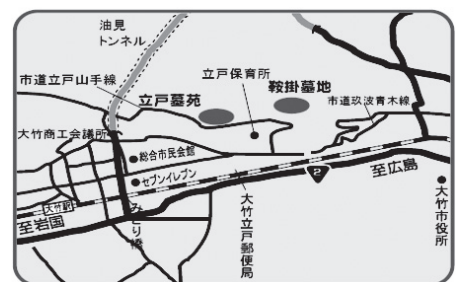 油見
トンネル
市道立戸山手線
立戸墓苑
立戸保育所
鞍掛墓地
市道玖波青木線
大竹商工会議所
総合市民会館
セブンイレブン
大竹駅
至岩国
みどり橋
大竹立戸郵便局
2
至広島
大竹市役所